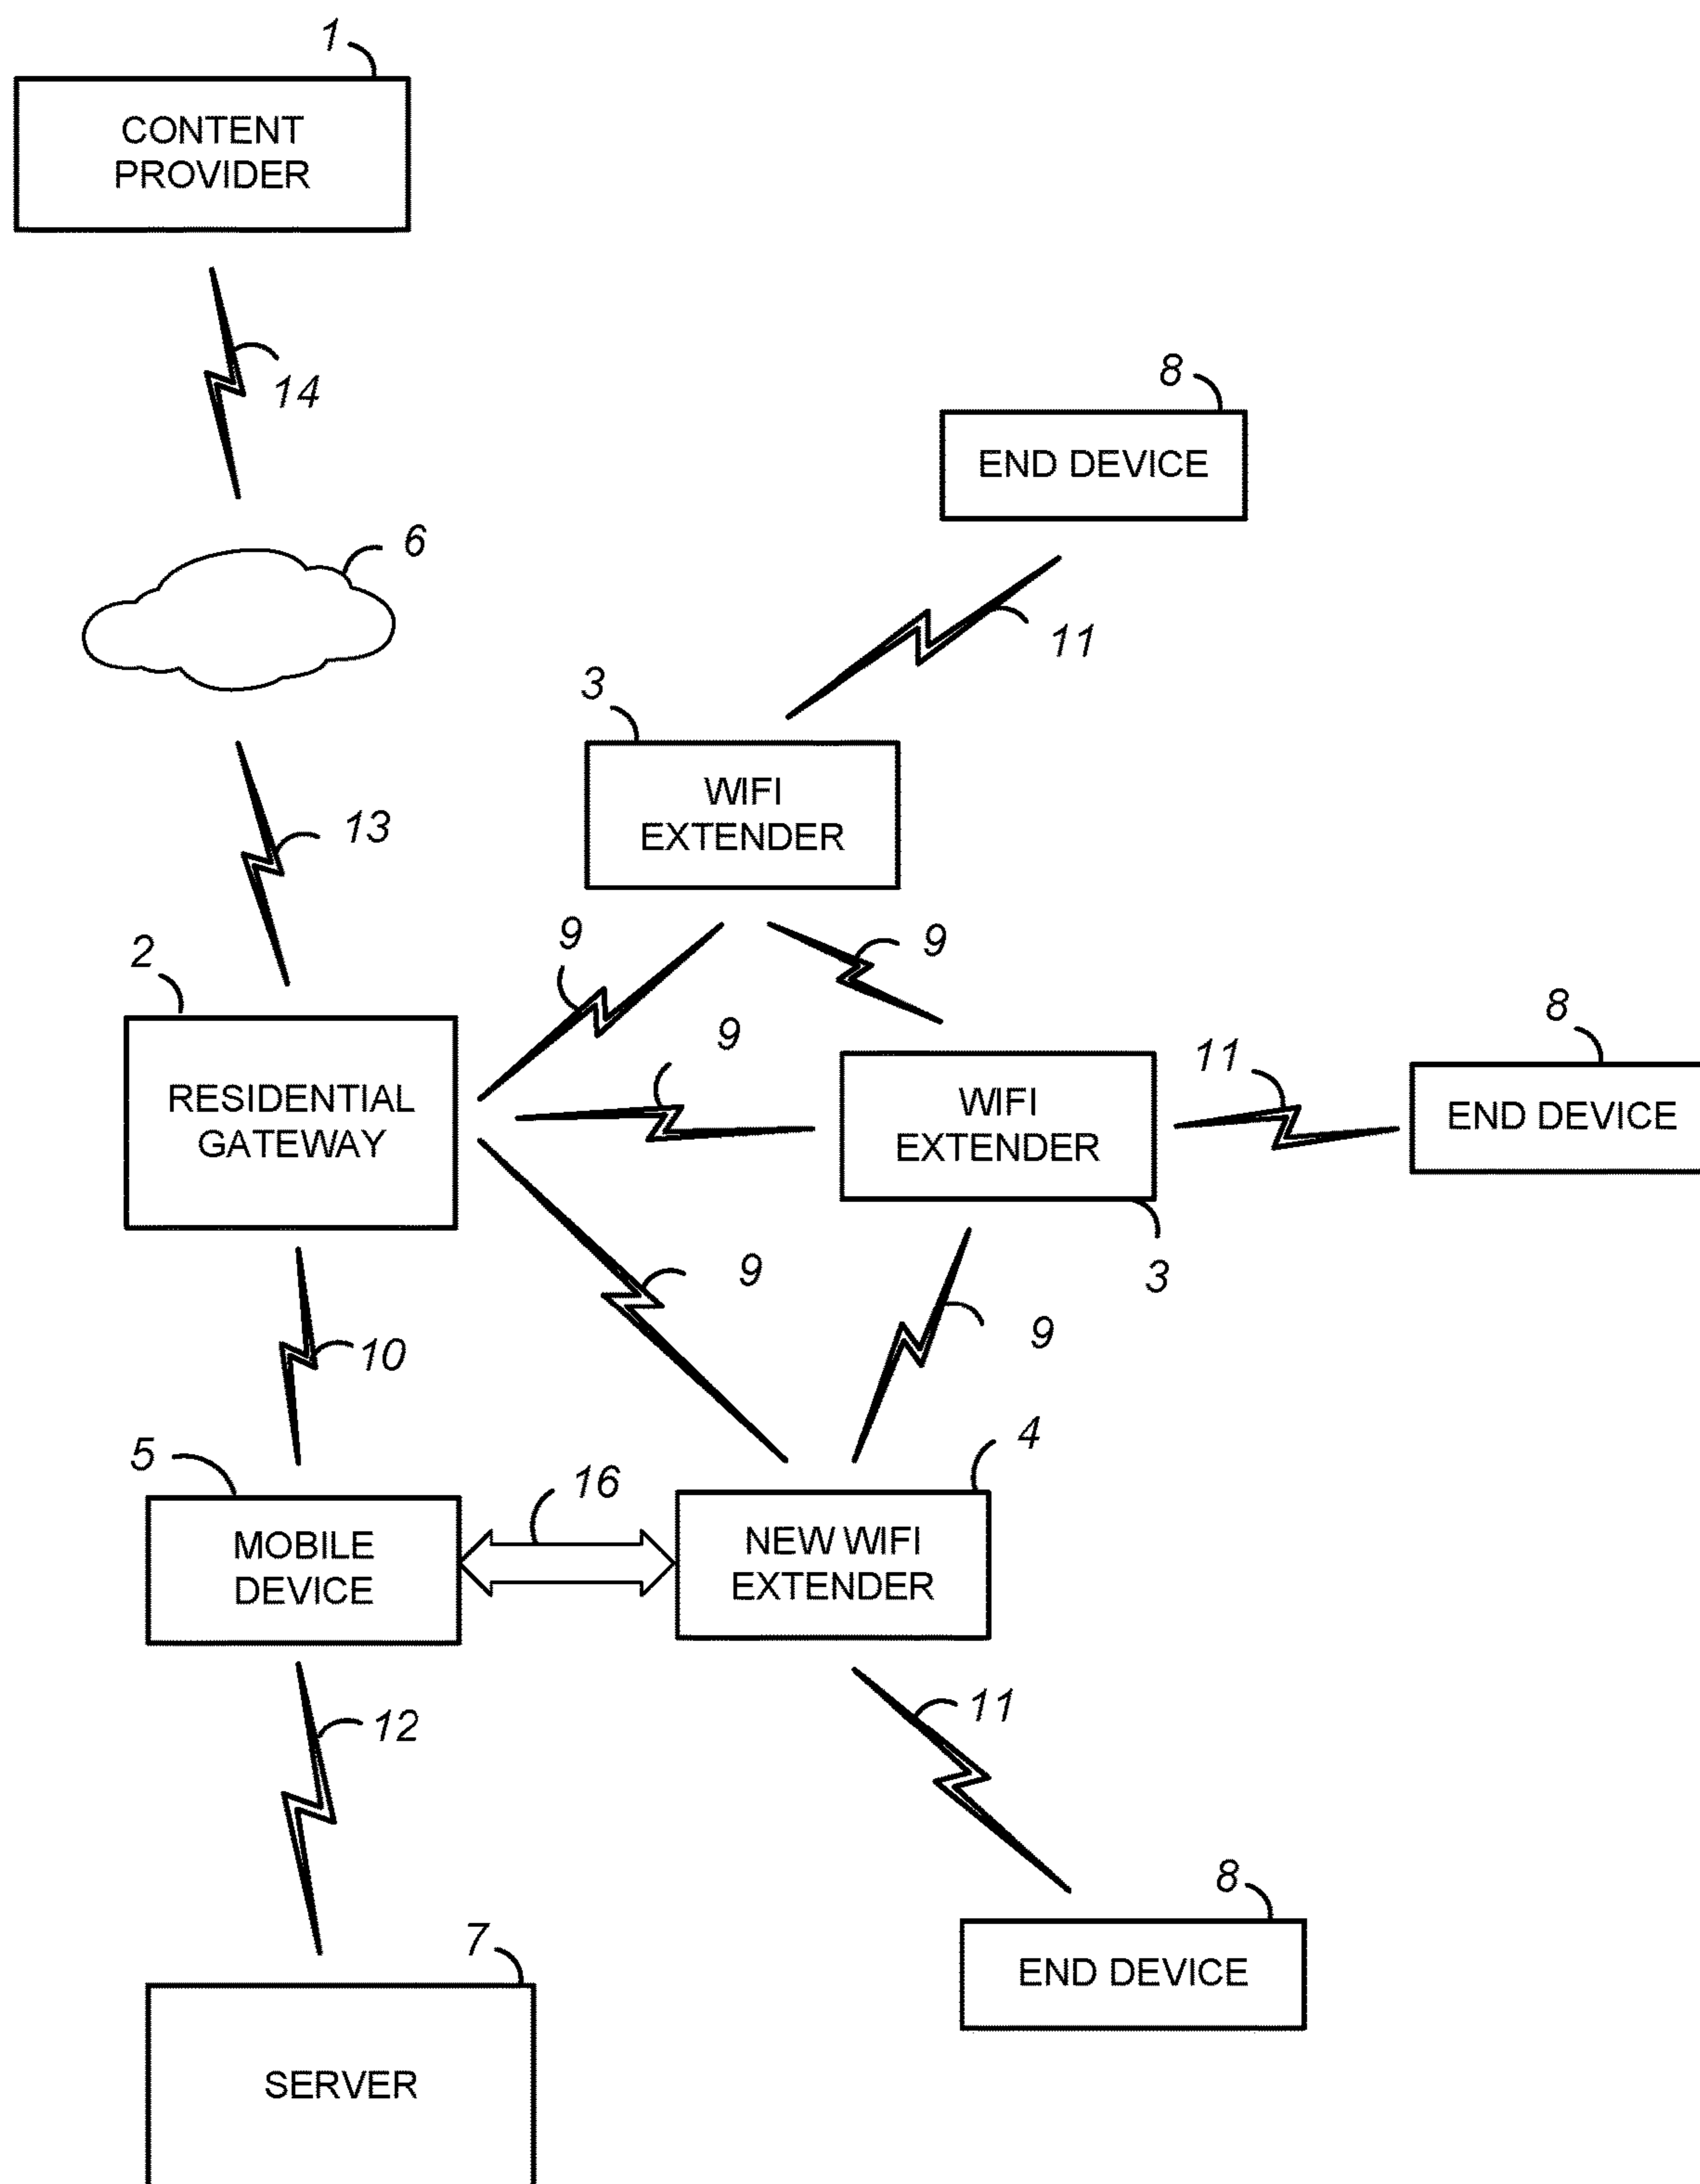 1
CONTENT
PROVIDER
14
8
END DEVICE
6
11
3
WIFI
EXTENDER
13
9
9
2
9
8
11
RESIDENTIAL
GATEWAY
WIFI
EXTENDER
END DEVICE
9
3
10
9
4
5
16
MOBILE
DEVICE
NEW WIFI
EXTENDER
11
12
8
7
END DEVICE
SERVER